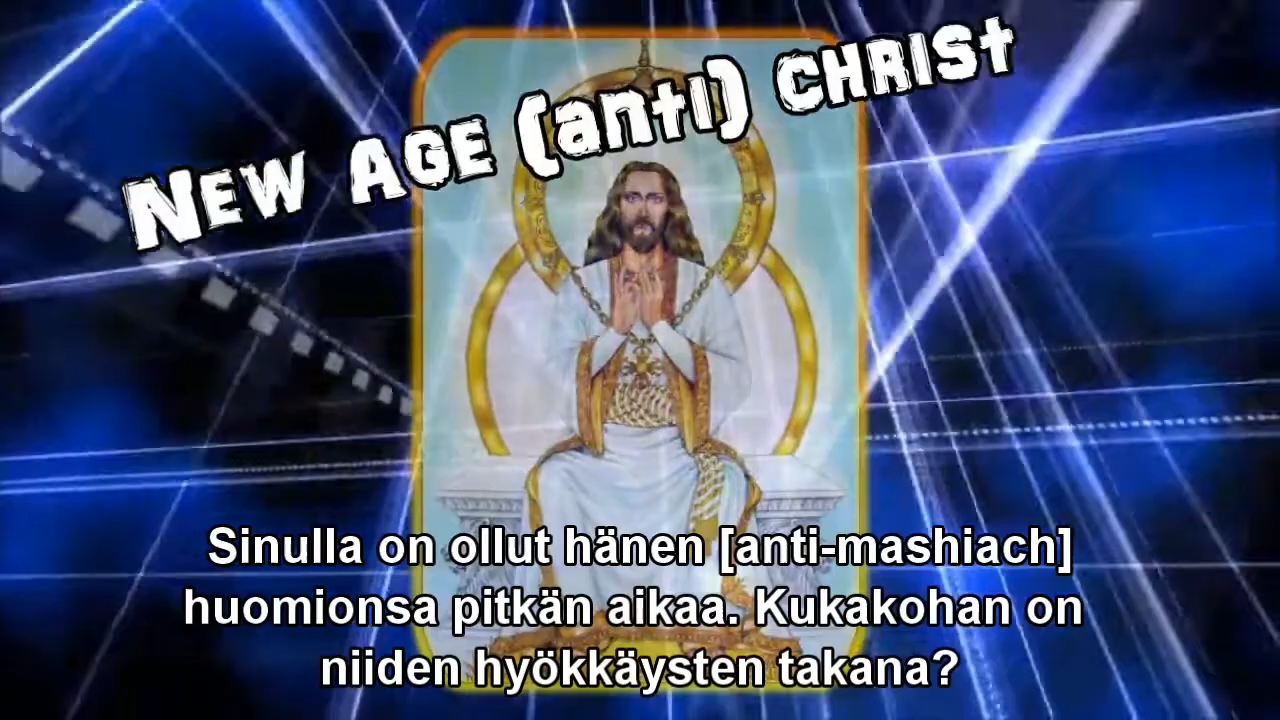 NEW AGE (anti) CHRIST
Sinulla on ollut hänen [anti-mashiach]
huomionsa pitkän aikaa. Kukakohan on
niiden hyökkäysten takana?